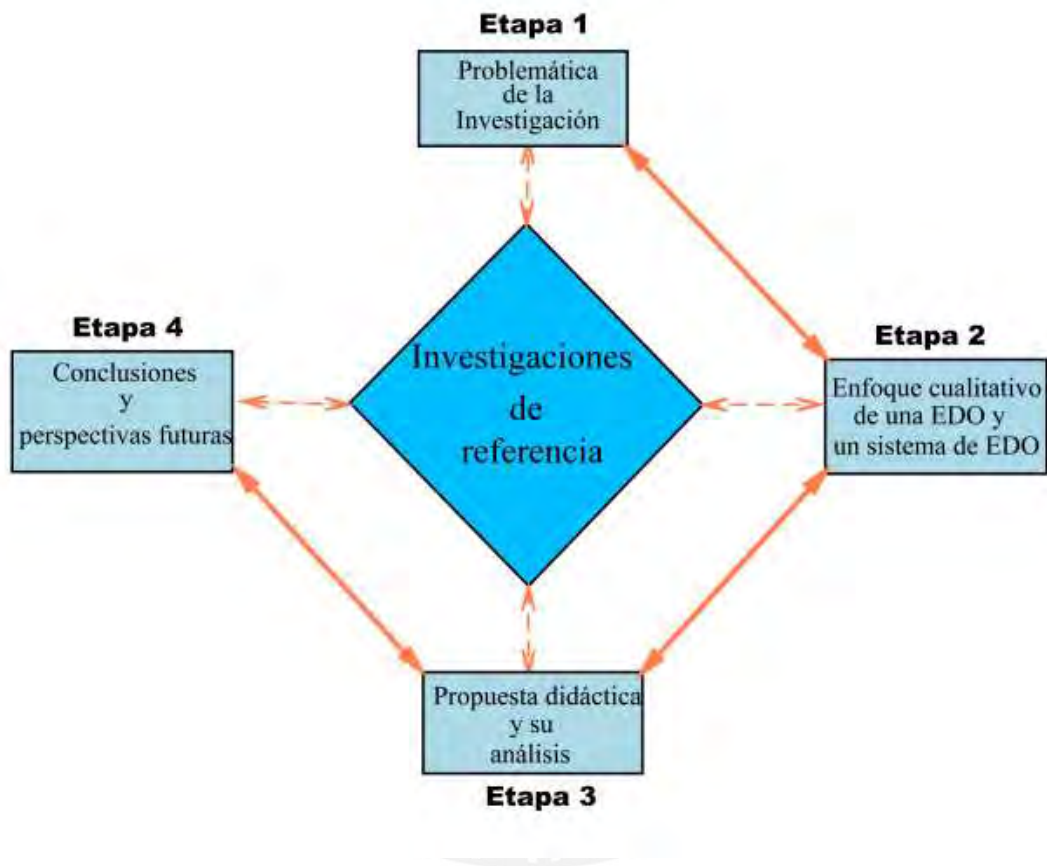 Etapa 1
Problemática
de la
Investigación
Etapa 4
Conclusiones
y
perspectivas futuras
Investigaciones
de
referencia
Etapa 2
Enfoque cualitativo
de una EDO y
un sistema de EDO
Propuesta didáctica
y su
análisis
Etapa 3